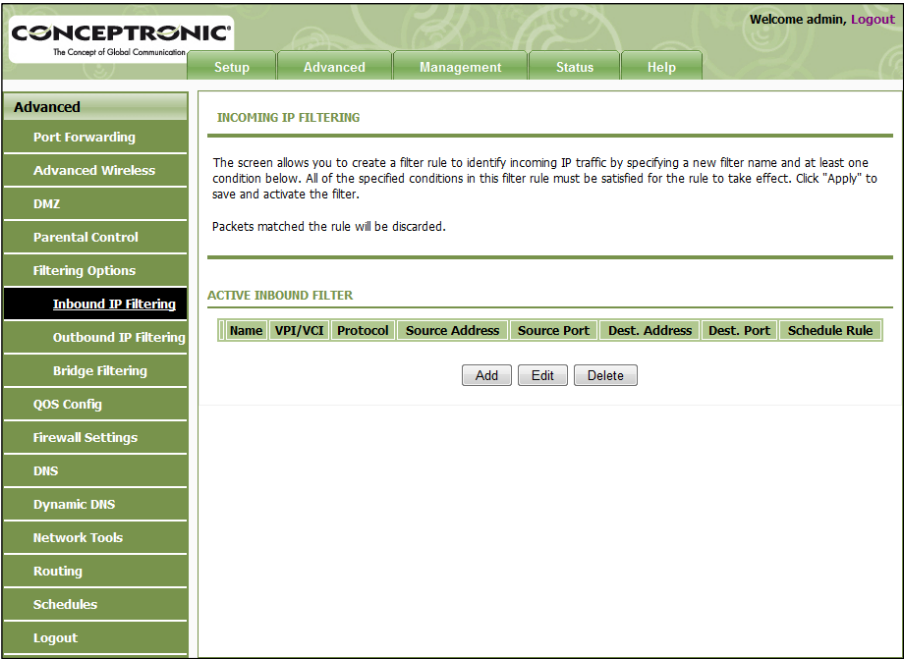 CONCEPTRONIC
The Concept of Global Communication
Welcome admin, Logout
Setup Advanced Management Status Help
Advanced
Port Forwarding
Advanced Wireless
DMZ
Parental Control
Filtering Options
Inbound IP Filtering
Outbound IP Filtering
Bridge Filtering
QOS Config
Firewall Settings
DNS
Dynamic DNS
Network Tools
Routing
Schedules
Logout
INCOMING IP FILTERING
The screen allows you to create a filter rule to identify incoming IP traffic by specifying a new filter name and at least one
condition below. All of the specified conditions in this filter rule must be satisfied for the rule to take effect. Click "Apply" to
save and activate the filter.
Packets matched the rule will be discarded.
ACTIVE INBOUND FILTER
Name VPI/VCI Protocol Source Address Source Port Dest. Address Dest. Port Schedule Rule
Add Edit Delete